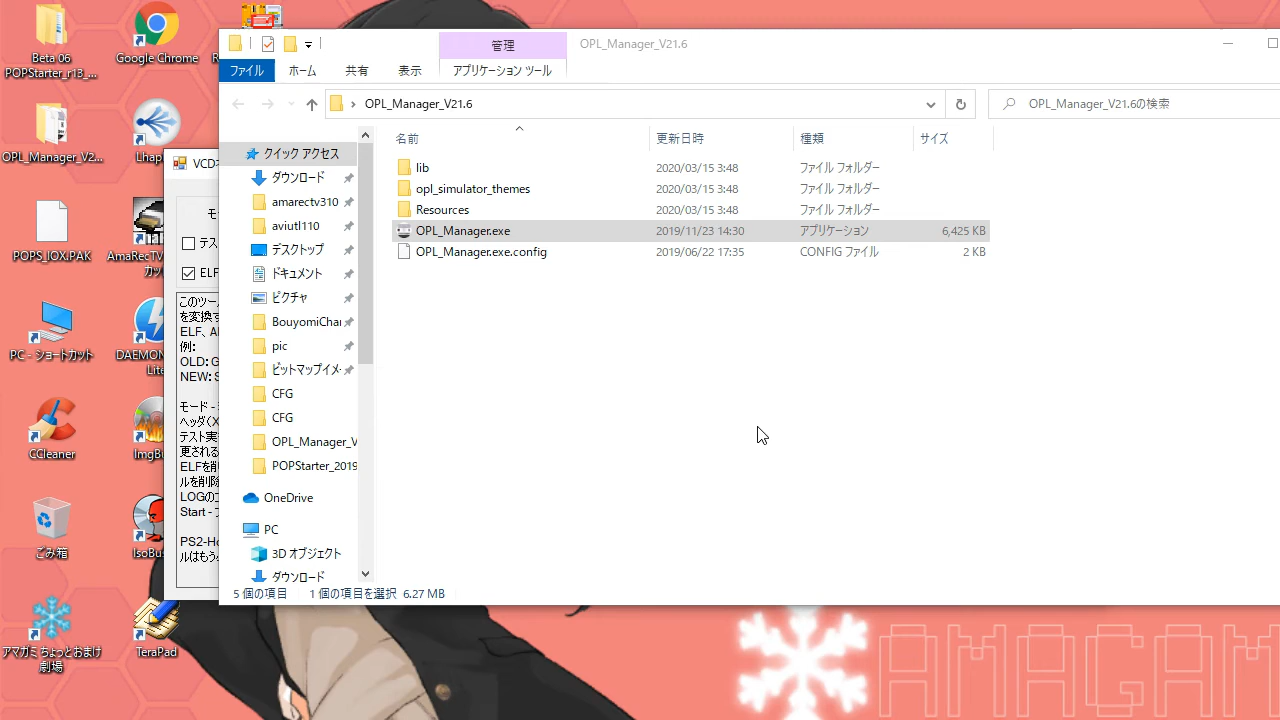 Beta 06
POPStarter_r13_...
Google Chrome
OPL_Manager_V2...
Lhap
POPS_IOX.PAK
AmaRecTV
カッ
PC - ショートカット
DAEMON
Lite
CCleaner
ImgBu
ごみ箱
IsoBus
アマガミちょっとおまけ
劇場
TeraPad
VCD
モ
テス
ELF
このツー
を変換す
例:
OLD: G
NEW: S
モード -
テスト実
更される
ELFを削
ルを削除
Start -
PS2-Ho
管理
OPL_Manager_V21.6
ファイル
ホーム
共有
表示
アプリケーション ツール
OPL_Manager_V21.6
OPL_Manager_V21.6の検索
名前
更新日時
種類
サイズ
lib
2020/03/15 3:48
ファイル フォルダー
opl_simulator_themes
2020/03/15 3:48
ファイル フォルダー
Resources
2020/03/15 3:48
ファイル フォルダー
OPL_Manager.exe
2019/11/23 14:30
アプリケーション
6,425 KB
OPL_Manager.exe.config
2019/06/22 17:35
CONFIG ファイル
2 KB
クイック アクセス
ダウンロード
amarectv310
aviutl110
デスクトップ
ドキュメント
ピクチャ
BouyomiChan
pic
ビットマップイメ
CFG
CFG
OPL_Manager_V
POPStarter_2019
OneDrive
PC
3D オブジェクト
ダウンロード
5 個の項目
1 個の項目を選択 6.27 MB
AMAGAM